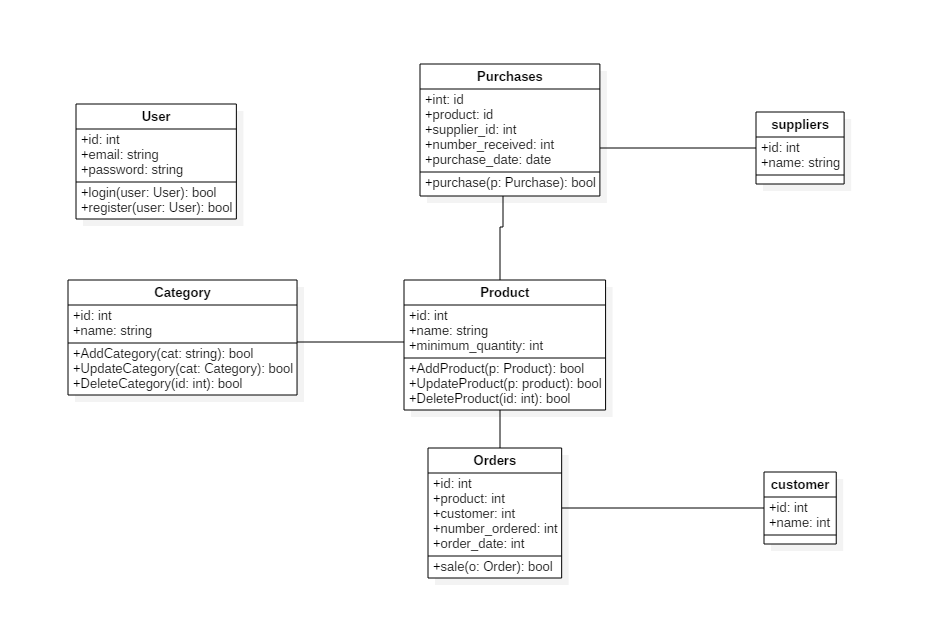 Purchases
+int: id
+product: id
+supplier_id: int
+number_received: int
+purchase_date: date
+purchase(p: Purchase): bool
User
+id: int
+email: string
+password: string
+login(user: User): bool
+register(user: User): bool
suppliers
+id: int
+name: string
Category
+id: int
+name: string
+AddCategory(cat: string): bool
+UpdateCategory(cat: Category): bool
+DeleteCategory(id: int): bool
Product
+id: int
+name: string
+minimum_quantity: int
+AddProduct(p: Product): bool
+UpdateProduct(p: product): bool
+DeleteProduct(id: int): bool
Orders
+id: int
+product: int
+customer: int
+number_ordered: int
+order_date: int
+sale(o: Order): bool
customer
+id: int
+name: int